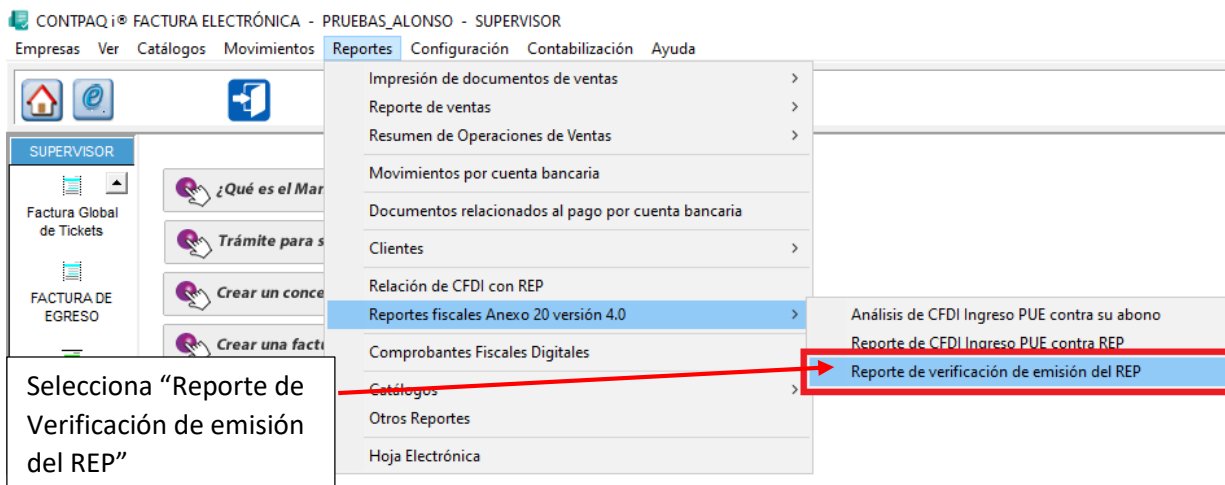 CONTPAQ i® FACTURA ELECTRÓNICA - PRUEBAS_ALONSO - SUPERVISOR
Empresas Ver Catálogos Movimientos Reportes Configuración Contabilización Ayuda
SUPERVISOR
Factura Global
de Tickets
FACTURA DE
EGRESO
¿Qué es el Mar
Trámite para s
Crear un conce
Crear una factu
Impresión de documentos de ventas
Reporte de ventas
Resumen de Operaciones de Ventas
Movimientos por cuenta bancaria
Documentos relacionados al pago por cuenta bancaria
Clientes
Relación de CFDI con REP
Reportes fiscales Anexo 20 versión 4.0
Comprobantes Fiscales Digitales
Catálogos
Otros Reportes
Hoja Electrónica
Análisis de CFDI Ingreso PUE contra su abono
Reporte de CFDI Ingreso PUE contra REP
Reporte de verificación de emisión del REP
Selecciona “Reporte de
Verificación de emisión
del REP”